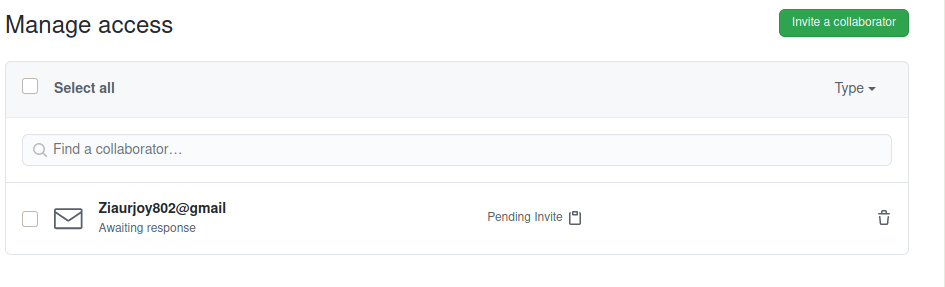 Manage access
Invite a collaborator
Select all
Type
Find a collaborator…
Ziaurjoy802@gmail
Awaiting response
Pending Invite